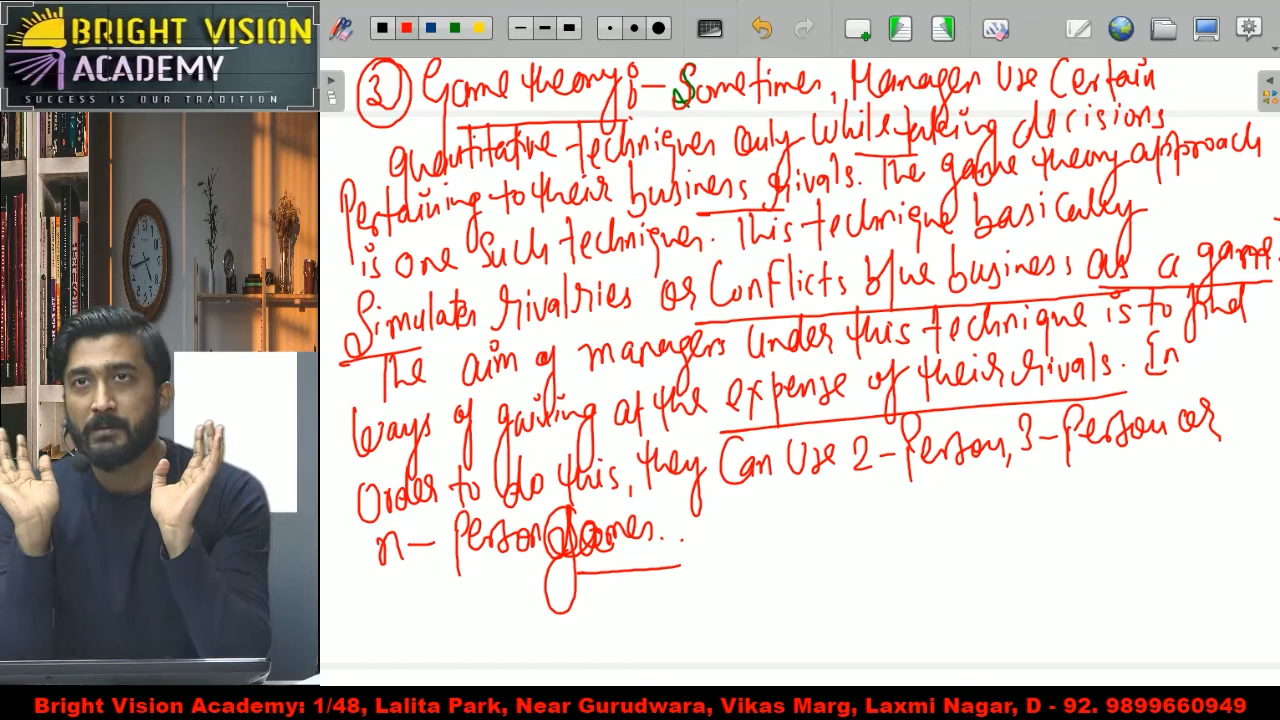 BRIGHT VISION
ACADEMY
SUCCESS IS OUR TRADITION
3 Game theory :- Sometimes, Manager use Certain
quantitative techniques only while taking decisions
Pertaining to their business rivals. The game theory approach
is one such techniques. This technique basically
Simulates rivalries or Conflicts b/w business as a game.
The aim of managers under this technique is to find
ways of gaining at the expense of their rivals. In
Order to do this, they Can use 2-Person, 3-Person or
n-Person Games..
Bright Vision Academy: 1/48, Lalita Park, Near Gurudwara, Vikas Marg, Laxmi Nagar, D - 92. 9899660949